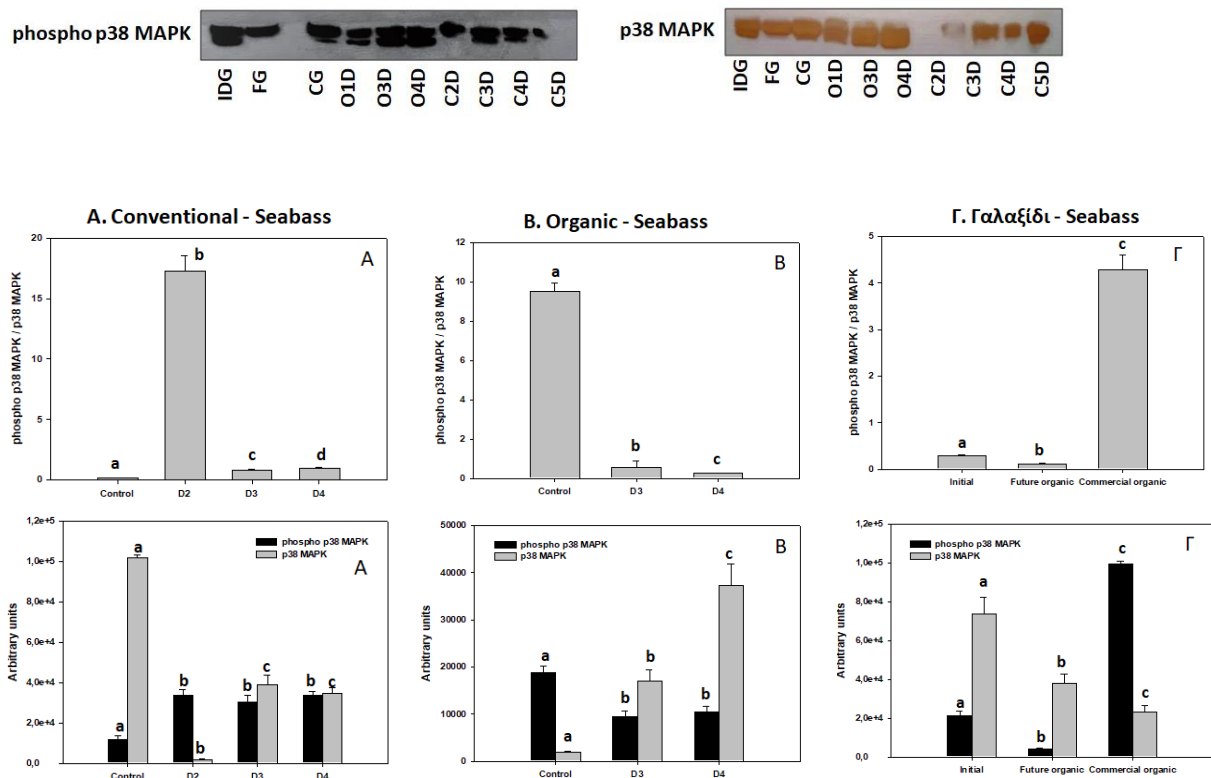 phospho p38 MAPK
IDG FG CG O1D O3D O4D C2D C3D C4D C5D
p38 MAPK
IDG FG CG O1D O3D O4D C2D C3D C4D C5D
A. Conventional - Seabass
phospho p38 MAPK / p38 MAPK
20
15
10
5
0
a b c d
A
Control D2 D3 D4
B. Organic - Seabass
phospho p38 MAPK / p38 MAPK
12
10
8
6
4
2
0
a b c
B
Control D3 D4
Γ. Γαλαξίδι - Seabass
phospho p38 MAPK / p38 MAPK
5
4
3
2
1
0
a b c
Γ
Initial Future organic Commercial organic
Arbitrary units
1,2e+5
1,0e+5
8,0e+4
6,0e+4
4,0e+4
2,0e+4
0,0
phospho p38 MAPK
p38 MAPK
A
a a b b b c b c
Control D2 D3 D4
Arbitrary units
50000
40000
30000
20000
10000
0
phospho p38 MAPK
p38 MAPK
B
a a b b b c
Control D3 D4
Arbitrary units
1,2e+5
1,0e+5
8,0e+4
6,0e+4
4,0e+4
2,0e+4
0,0
phospho p38 MAPK
p38 MAPK
Γ
a a b b c c
Initial Future organic Commercial organic